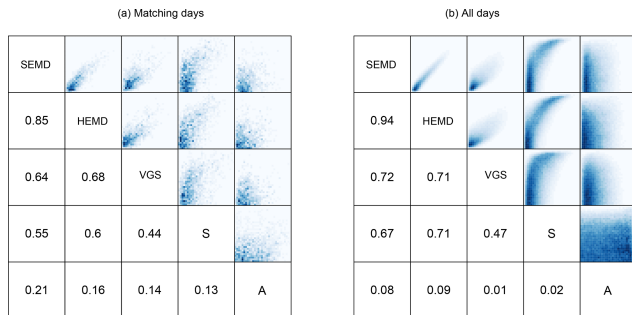 (a) Matching days
SEMD
0.85 HEMD
0.64 0.68 VGS
0.55 0.6 0.44 S
0.21 0.16 0.14 0.13 A
(b) All days
SEMD
0.94 HEMD
0.72 0.71 VGS
0.67 0.71 0.47 S
0.08 0.09 0.01 0.02 A